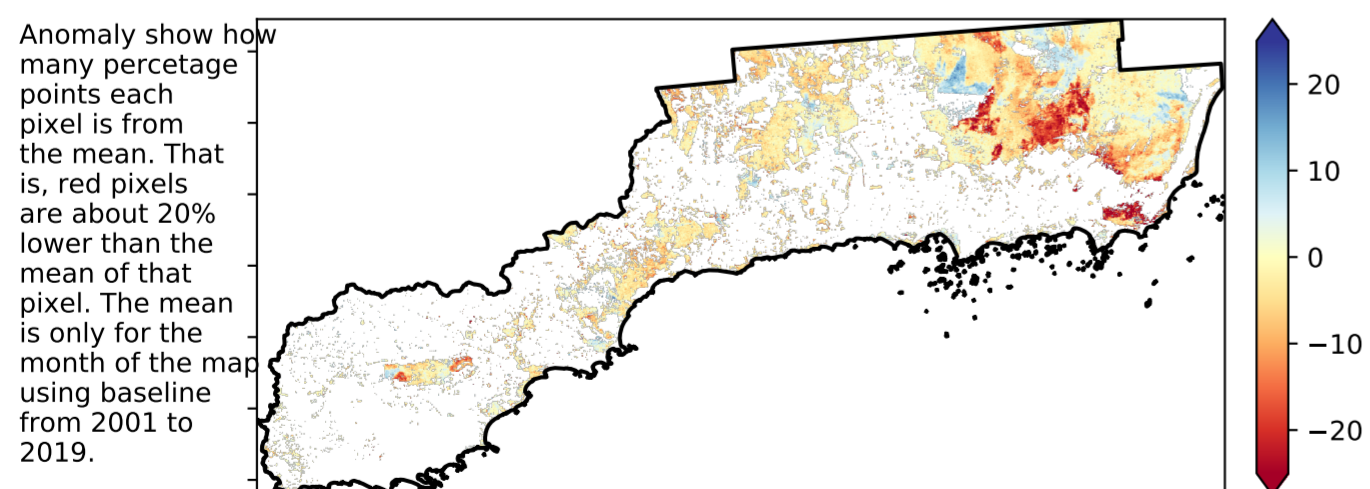 Anomaly show how
many percetage
points each
pixel is from
the mean. That
is, red pixels
are about 20%
lower than the
mean of that
pixel. The mean
is only for the
month of the map
using baseline
from 2001 to
2019.
20
10
0
−10
−20